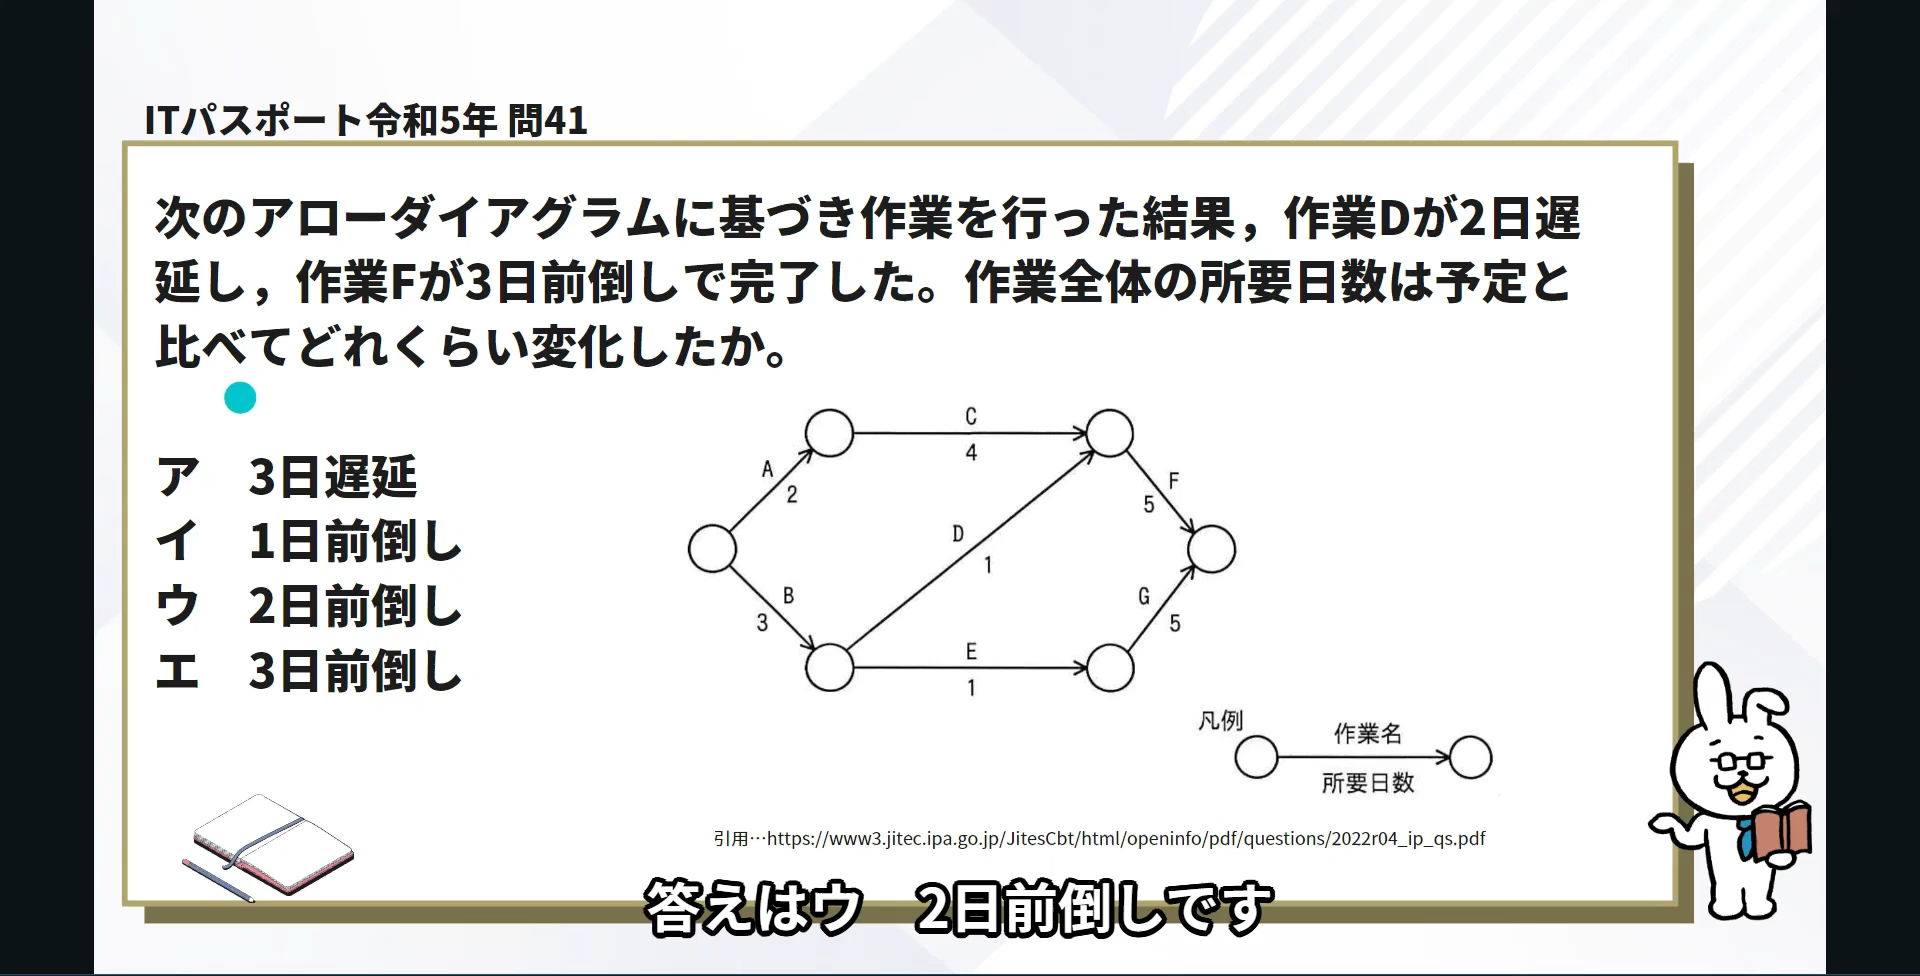 ITパスポート令和5年 問41
次のアローダイアグラムに基づき作業を行った結果，作業Dが2日遅
延し，作業Fが3日前倒しで完了した。作業全体の所要日数は予定と
比べてどれくらい変化したか。
ア　3日遅延
イ　1日前倒し
ウ　2日前倒し
エ　3日前倒し
C
4
A
2
F
5
D
1
B
3
G
5
E
1
凡例
作業名
所要日数
引用…https://www3.jitec.ipa.go.jp/JitesCbt/html/openinfo/pdf/questions/2022r04_ip_qs.pdf
答えはウ　2日前倒しです